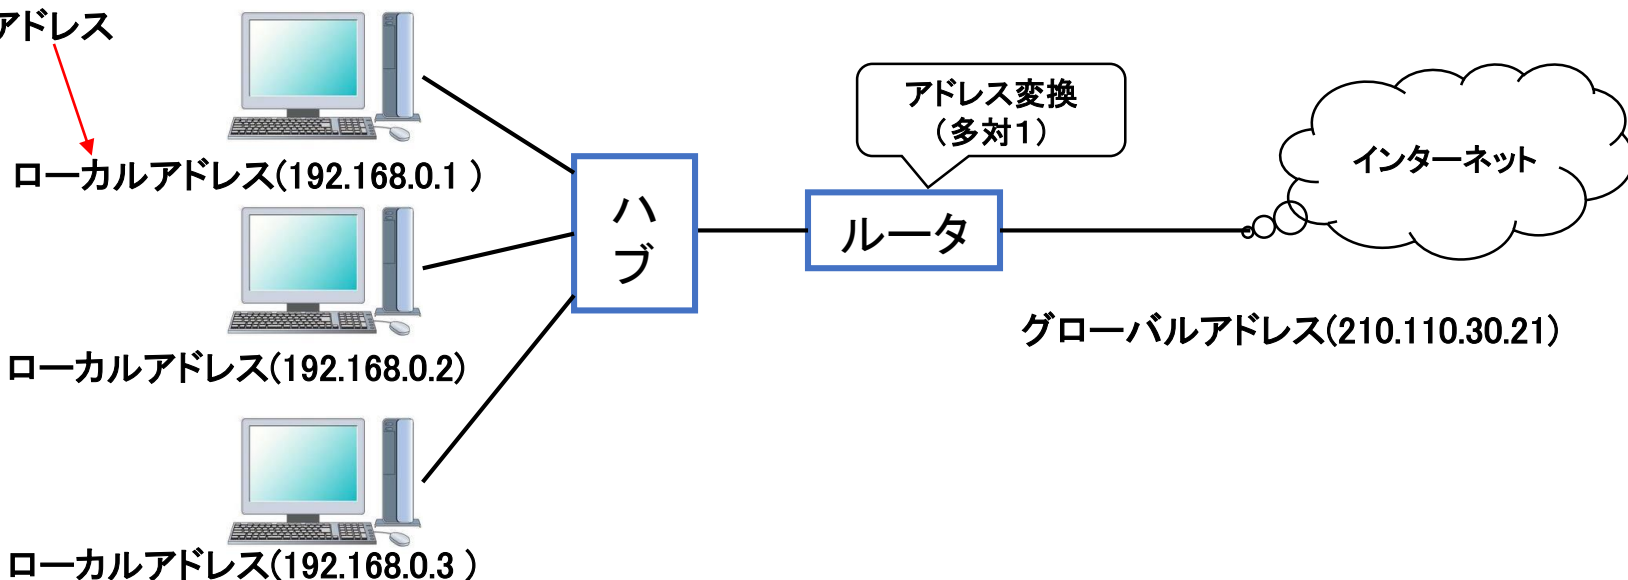 アドレス
ローカルアドレス(192.168.0.1 )
アドレス変換
(多対1)
インターネット
ハ
ブ
ルータ
ローカルアドレス(192.168.0.2)
グローバルアドレス(210.110.30.21)
ローカルアドレス(192.168.0.3 )